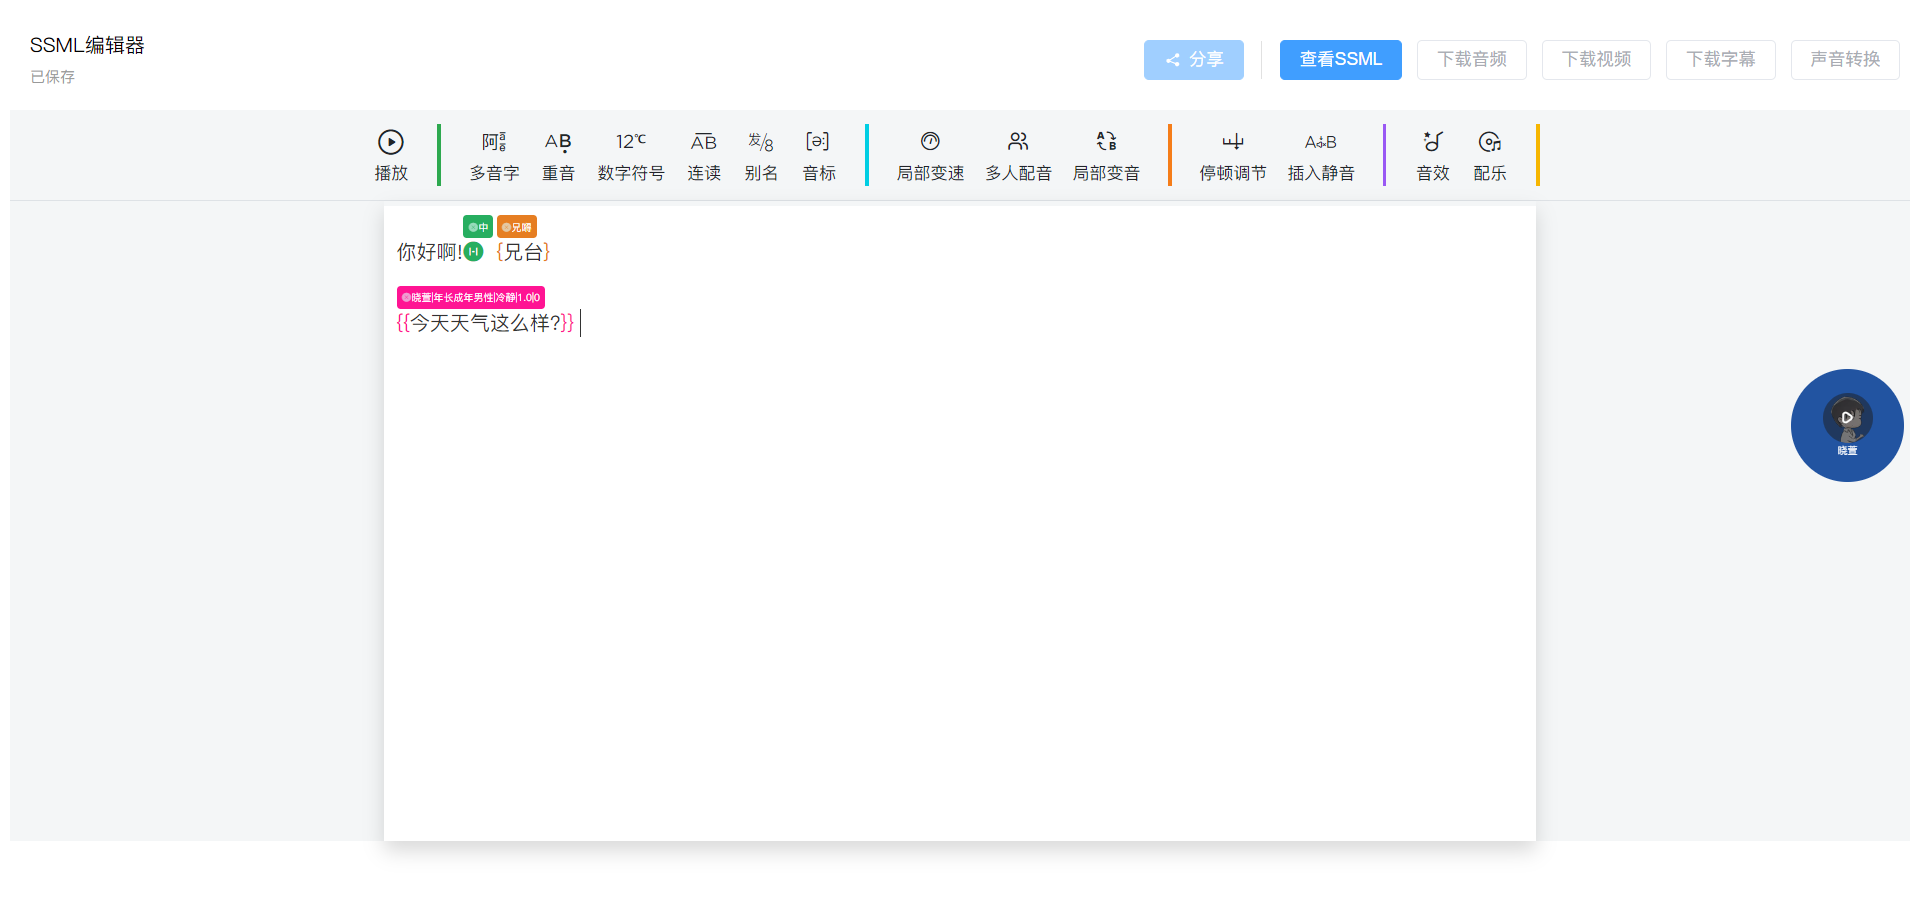 SSML编辑器
已保存
分享
查看SSML
下载音频
下载视频
下载字幕
声音转换
播放
多音字
重音
数字符号
连读
别名
音标
局部变速
多人配音
局部变音
停顿调节
插入静音
音效
配乐
中
兄嘚
你好啊! {兄台}
晓萱|年长成年男性|冷静|1.0|0
{{今天天气这么样?}}
晓萱